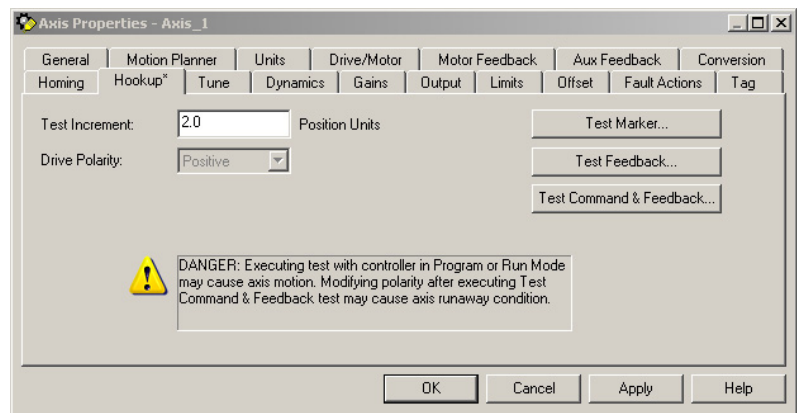 Axis Properties - Axis_1
General Motion Planner Units Drive/Motor Motor Feedback Aux Feedback Conversion
Homing Hookup* Tune Dynamics Gains Output Limits Offset Fault Actions Tag
Test Increment: 2.0 Position Units Test Marker...
Drive Polarity: Positive Test Feedback...
Test Command & Feedback...
DANGER: Executing test with controller in Program or Run Mode
may cause axis motion. Modifying polarity after executing Test
Command & Feedback test may cause axis runaway condition.
OK Cancel Apply Help